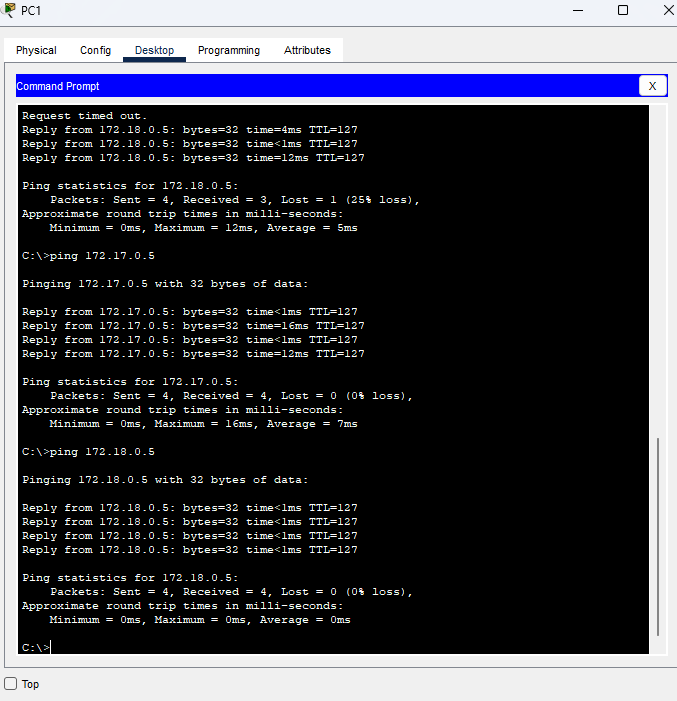 PC1
Physical Config Desktop Programming Attributes
Command Prompt X
Request timed out.
Reply from 172.18.0.5: bytes=32 time=4ms TTL=127
Reply from 172.18.0.5: bytes=32 time<1ms TTL=127
Reply from 172.18.0.5: bytes=32 time=12ms TTL=127
Ping statistics for 172.18.0.5:
Packets: Sent = 4, Received = 3, Lost = 1 (25% loss),
Approximate round trip times in milli-seconds:
Minimum = 0ms, Maximum = 12ms, Average = 5ms
C:\>ping 172.17.0.5
Pinging 172.17.0.5 with 32 bytes of data:
Reply from 172.17.0.5: bytes=32 time<1ms TTL=127
Reply from 172.17.0.5: bytes=32 time=16ms TTL=127
Reply from 172.17.0.5: bytes=32 time<1ms TTL=127
Reply from 172.17.0.5: bytes=32 time=12ms TTL=127
Ping statistics for 172.17.0.5:
Packets: Sent = 4, Received = 4, Lost = 0 (0% loss),
Approximate round trip times in milli-seconds:
Minimum = 0ms, Maximum = 16ms, Average = 7ms
C:\>ping 172.18.0.5
Pinging 172.18.0.5 with 32 bytes of data:
Reply from 172.18.0.5: bytes=32 time<1ms TTL=127
Reply from 172.18.0.5: bytes=32 time<1ms TTL=127
Reply from 172.18.0.5: bytes=32 time<1ms TTL=127
Reply from 172.18.0.5: bytes=32 time<1ms TTL=127
Ping statistics for 172.18.0.5:
Packets: Sent = 4, Received = 4, Lost = 0 (0% loss),
Approximate round trip times in milli-seconds:
Minimum = 0ms, Maximum = 0ms, Average = 0ms
C:\>
Top